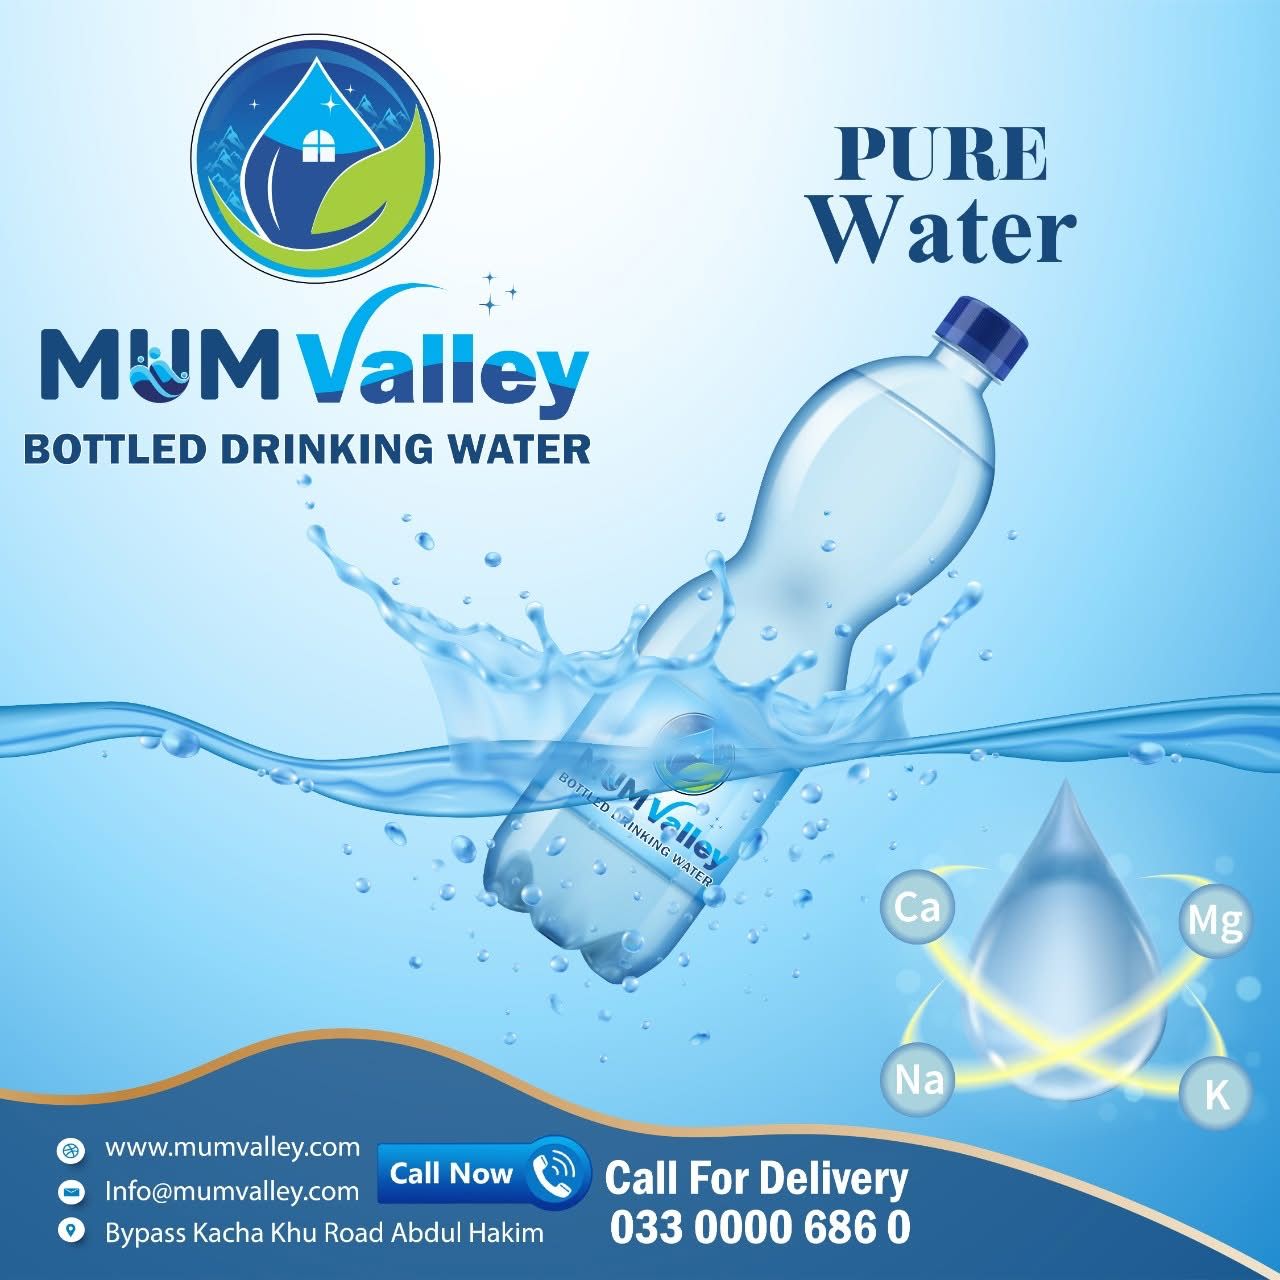 PURE
Water
MUM Valley
BOTTLED DRINKING WATER
MUM Valley
BOTTLED DRINKING WATER
Ca
Mg
Na
K
www.mumvalley.com
Info@mumvalley.com
Bypass Kacha Khu Road Abdul Hakim
Call Now
Call For Delivery
033 0000 686 0